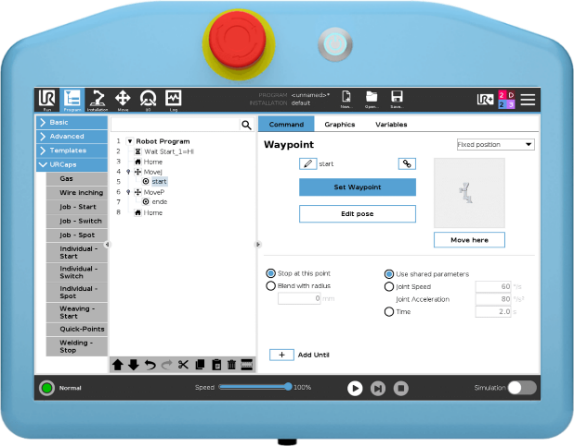 UR
Run
Program
Installation
Move
I/O
Log
PROGRAM <unnamed>*
INSTALLATION default
New...
Open...
Save...
UR
2 D
2 3
Basic
Advanced
Templates
URCaps
Gas
Wire inching
Job - Start
Job - Switch
Job - Spot
Individual -
Start
Individual -
Switch
Individual -
Spot
Weaving -
Start
Quick-Points
Welding -
Stop
1 Robot Program
2 Wait Start_1=HI
3 Home
4 MoveJ
5 start
6 MoveP
7 ende
8 Home
Command Graphics Variables
Waypoint
Fixed position
start
Set Waypoint
Edit pose
Move here
Stop at this point
Blend with radius
0 mm
Use shared parameters
Joint Speed 60 °/s
Joint Acceleration 80 °/s²
Time 2.0 s
+ Add Until
Normal
Speed 100%
Simulation